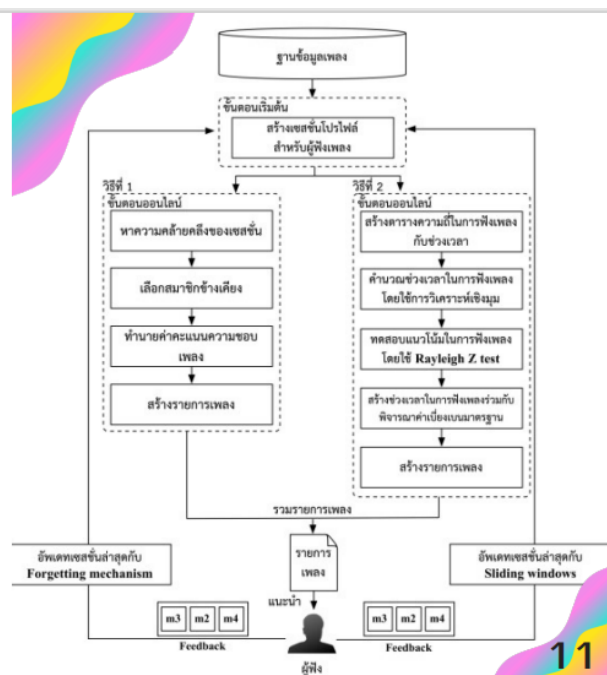 ฐานข้อมูลเพลง
ขั้นตอนเริ่มต้น
สร้างเซสชั่นโปรไฟล์
สำหรับผู้ฟังเพลง
วิธีที่ 1
ขั้นตอนออนไลน์
หาความคล้ายคลึงของเซสชั่น
เลือกสมาชิกข้างเคียง
ทำนายค่าคะแนนความชอบ
เพลง
สร้างรายการเพลง
วิธีที่ 2
ขั้นตอนออนไลน์
สร้างตารางความถี่ในการฟังเพลง
กับช่วงเวลา
คำนวณช่วงเวลาในการฟังเพลง
โดยใช้การวิเคราะห์เชิงมุม
ทดสอบแนวโน้มในการฟังเพลง
โดยใช้ Rayleigh Z test
สร้างช่วงเวลาในการฟังเพลงร่วมกับ
พิจารณาค่าเบี่ยงเบนมาตรฐาน
สร้างรายการเพลง
รวมรายการเพลง
รายการ
เพลง
อัพเดทเซสชั่นล่าสุดกับ
Forgetting mechanism
อัพเดทเซสชั่นล่าสุดกับ
Sliding windows
แนะนำ
m3 m2 m4
Feedback
m3 m2 m4
Feedback
ผู้ฟัง
11